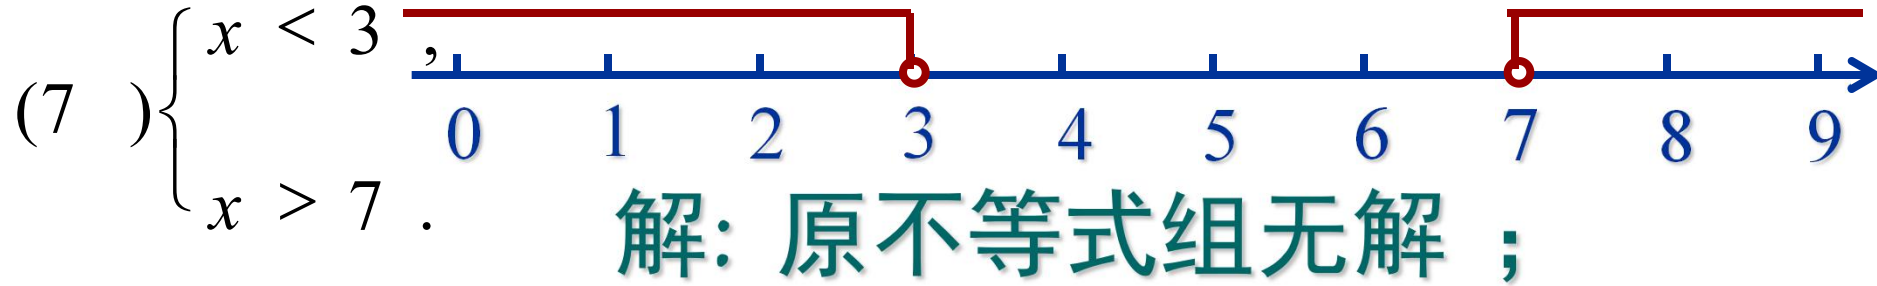 (7) { x < 3 ,
x > 7 .
0 1 2 3 4 5 6 7 8 9
解: 原不等式组无解 ;